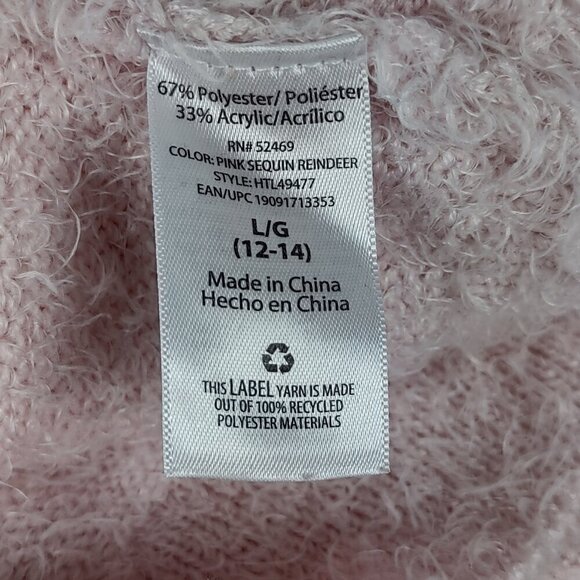 67% Polyester/ Poliéster
33% Acrylic/Acrílico
RN# 52469
COLOR: PINK SEQUIN REINDEER
STYLE: HTL49477
EAN/UPC 19091713353
L/G
(12-14)
Made in China
Hecho en China
THIS LABEL YARN IS MADE
OUT OF 100% RECYCLED
POLYESTER MATERIALS